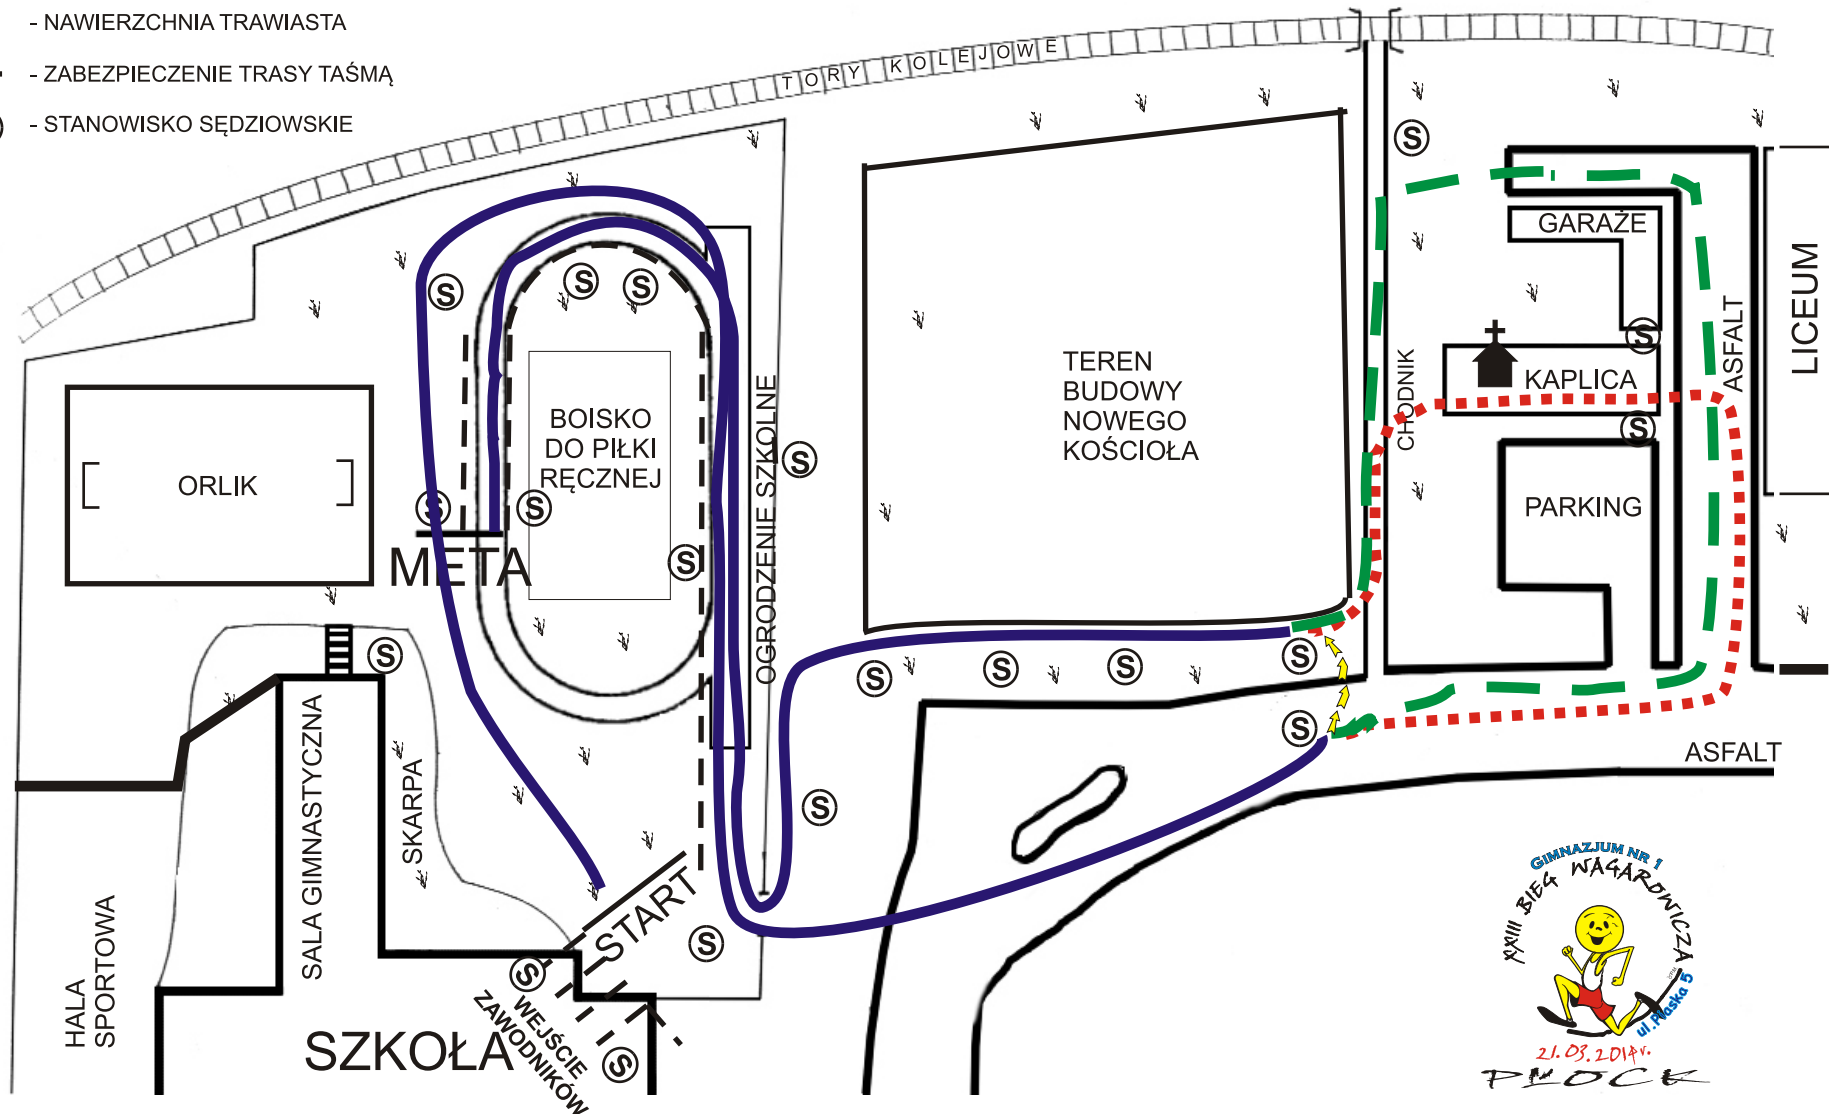 - NAWIERZCHNIA TRAWIASTA
- ZABEZPIECZENIE TRASY TAŚMĄ
- STANOWISKO SĘDZIOWSKIE
TORY KOLEJOWE
S
GARAŻE
S
S
S
LICEUM
ASFALT
S
TEREN
BUDOWY
NOWEGO
KOŚCIOŁA
CHODNIK
KAPLICA
BOISKO
DO PIŁKI
RĘCZNEJ
OGRODZENIE SZKOLNE
S
S
ORLIK
S
S
PARKING
META
S
S
S
S
S
S
S
SALA GIMNASTYCZNA
SKARPA
ASFALT
S
START
S
HALA
SPORTOWA
S
WEJŚCIE
ZAWODNIKÓW
S
SZKOŁA
GIMNAZJUM NR 1
XXIII BIEG WAGAROWICZA
ul. Płaska 5
21.03.2014r.
PŁOCK